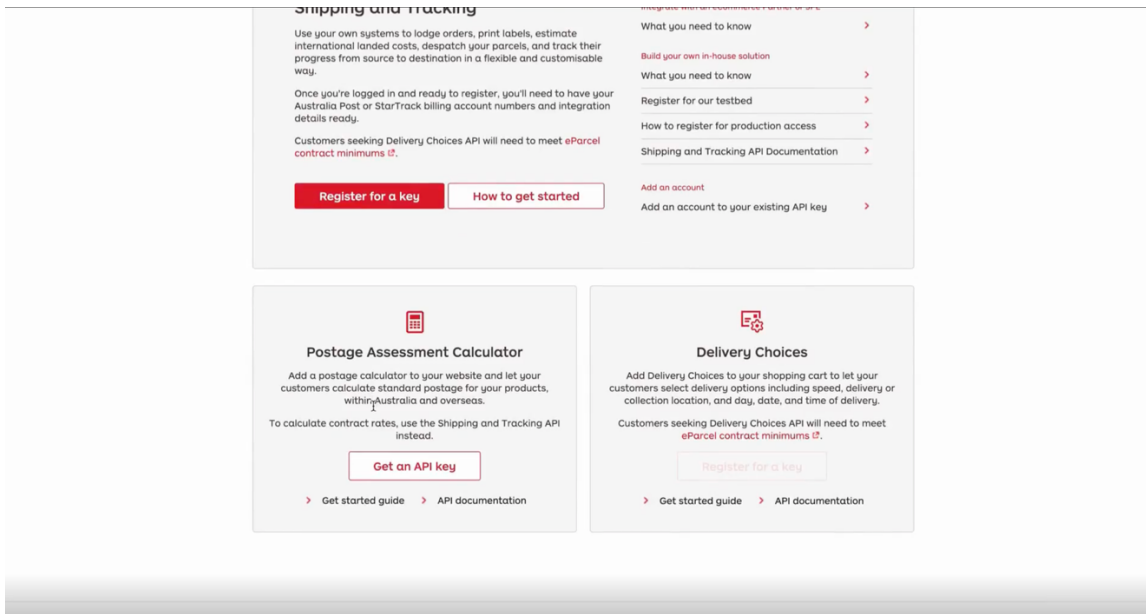 Shipping and Tracking
Use your own systems to lodge orders, print labels, estimate
international landed costs, despatch your parcels, and track their
progress from source to destination in a flexible and customisable
way.
Once you're logged in and ready to register, you'll need to have your
Australia Post or StarTrack billing account numbers and integration
details ready.
Customers seeking Delivery Choices API will need to meet eParcel
contract minimums
Register for a key
How to get started
What you need to know
Build your own in-house solution
What you need to know
Register for our testbed
How to register for production access
Shipping and Tracking API Documentation
Add an account
Add an account to your existing API key
Postage Assessment Calculator
Add a postage calculator to your website and let your
customers calculate standard postage for your products,
within Australia and overseas.
To calculate contract rates, use the Shipping and Tracking API
instead.
Get an API key
Get started guide
API documentation
Delivery Choices
Add Delivery Choices to your shopping cart to let your
customers select delivery options including speed, delivery or
collection location, and day, date, and time of delivery.
Customers seeking Delivery Choices API will need to meet
eParcel contract minimums.
Register for a key
Get started guide
API documentation